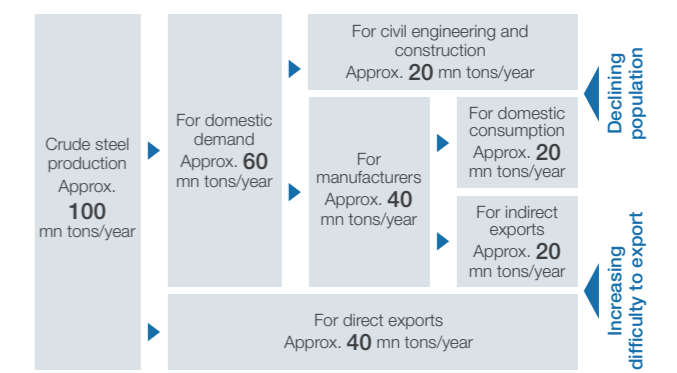 Crude steel
production
Approx.
100
mn tons/year
For domestic
demand
Approx. 60
mn tons/year
For civil engineering and
construction
Approx. 20 mn tons/year
For
manufacturers
Approx. 40
mn tons/year
For domestic
consumption
Approx. 20
mn tons/year
For indirect
exports
Approx. 20
mn tons/year
For direct exports
Approx. 40 mn tons/year
Declining
population
Increasing
difficulty to export